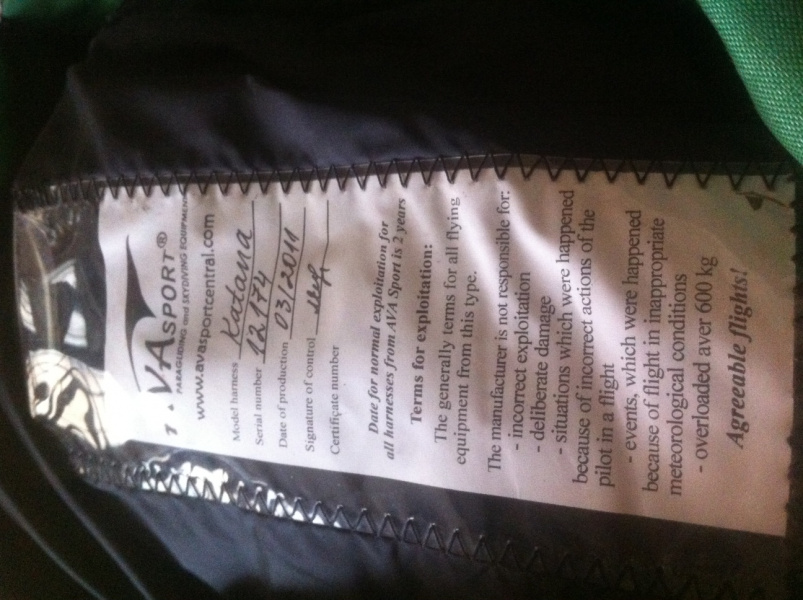 AVASPORT®
PARAGLIDING and SKYDIVING EQUIPMENT
www.avasportcentral.com
Model harness Katana
Serial number 12174
Date of production 03/2011
Signature of control
Certificate number
Date for normal exploitation for
all harnesses from AVA Sport is 2 years
Terms for exploitation:
The generally terms for all flying
equipment from this type.
The manufacturer is not responsible for:
- incorrect exploitation
- deliberate damage
- situations which were happened
because of incorrect actions of the
pilot in a flight
- events, which were happened
because of flight in inappropriate
meteorological conditions
- overloaded aver 600 kg
Agreeable flights!